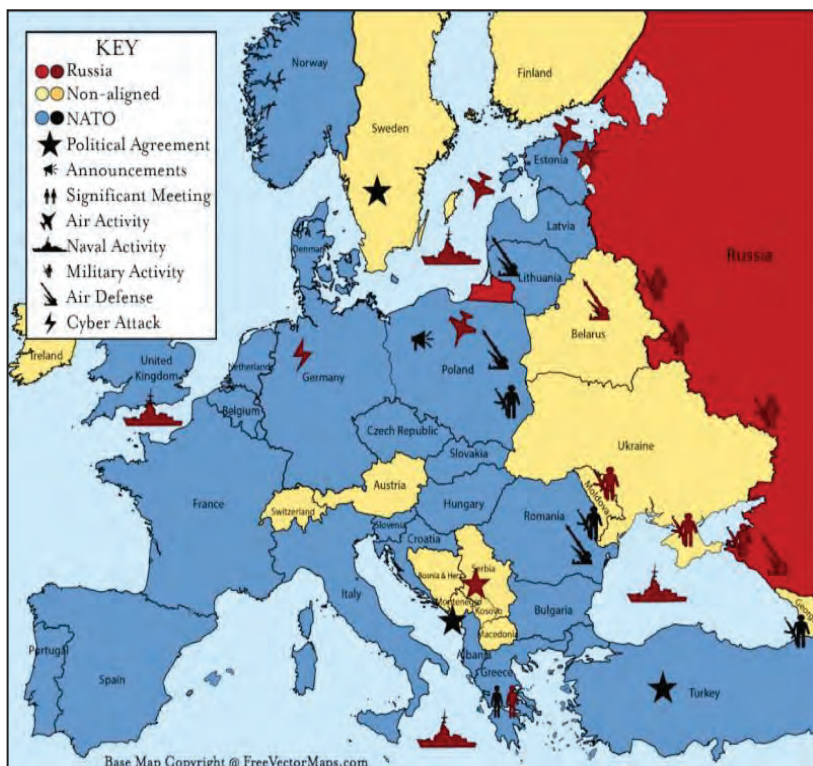 KEY
Russia
Non-aligned
NATO
Political Agreement
Announcements
Significant Meeting
Air Activity
Naval Activity
Military Activity
Air Defense
Cyber Attack
Norway
Finland
Sweden
Estonia
Latvia
Denmark
Lithuania
Russia
Ireland
United
Kingdom
Netherlands
Belarus
Germany
Poland
Belgium
Czech Republic
Ukraine
Slovakia
Austria
Moldova
France
Switzerland
Hungary
Romania
Slovenia
Croatia
Bosnia & Herz
Serbia
Italy
Montenegro
Kosovo
Bulgaria
Georgia
Macedonia
Portugal
Spain
Albania
Greece
Turkey
Base Map Copyright @ FreeVectorMaps.com